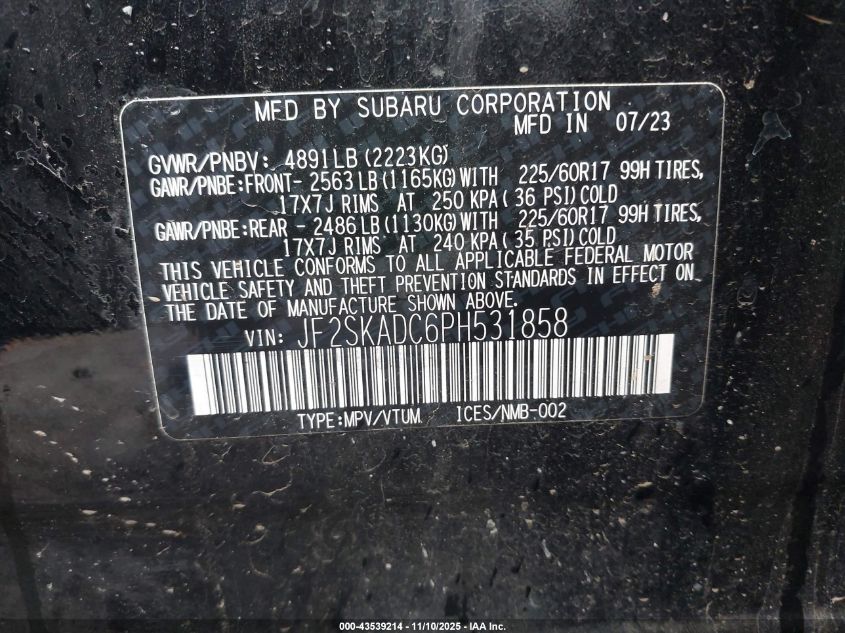 MFD BY SUBARU CORPORATION
MFD IN 07/23
GVWR/PNBV: 4891LB(2223KG)
GAWR/PNBE:FRONT- 2563LB(1165KG)WITH 225/60R17 99H TIRES,
17X7J RIMS AT 250 KPA( 36 PSI)COLD
GAWR/PNBE:REAR - 2486LB(1130KG)WITH 225/60R17 99H TIRES,
17X7J RIMS AT 240 KPA( 35 PSI)COLD
THIS VEHICLE CONFORMS TO ALL APPLICABLE FEDERAL MOTOR
VEHICLE SAFETY AND THEFT PREVENTION STANDARDS IN EFFECT ON
THE DATE OF MANUFACTURE SHOWN ABOVE.
VIN: JF2SKADC6PH531858
TYPE:MPV/VTUM ICES/NMB-002
000-43539214 - 11/10/2025 - IAA Inc.